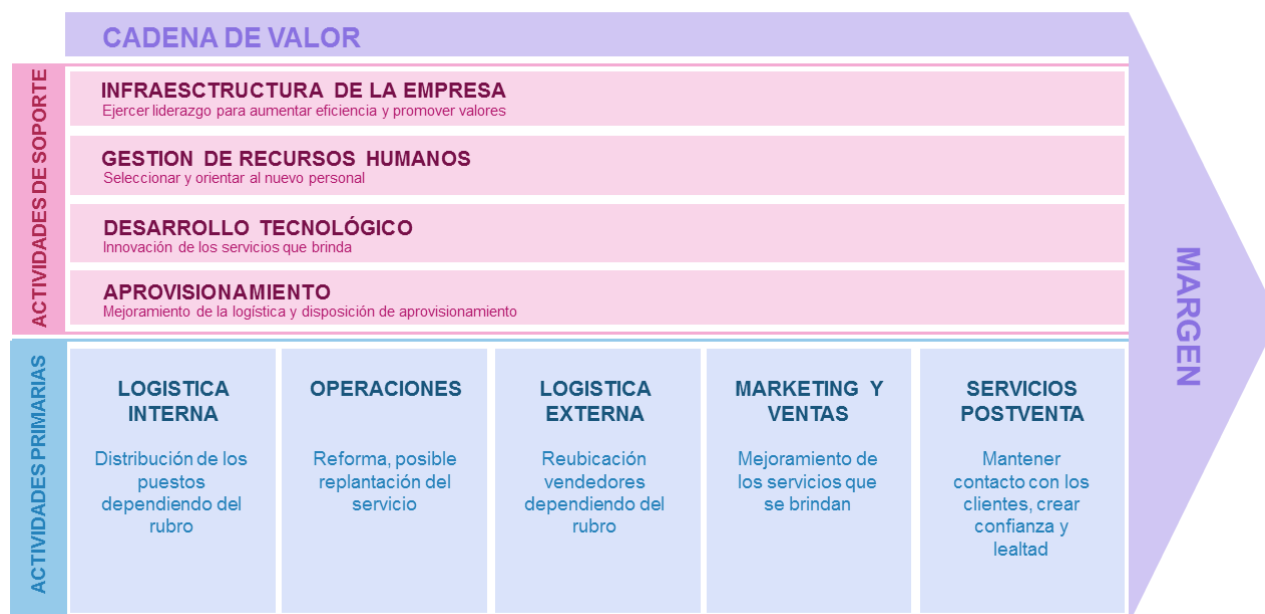 CADENA DE VALOR
ACTIVIDADES DE SOPORTE
INFRAESCTRUCTURA DE LA EMPRESA
Ejercer liderazgo para aumentar eficiencia y promover valores
GESTION DE RECURSOS HUMANOS
Seleccionar y orientar al nuevo personal
DESARROLLO TECNOLÓGICO
Innovación de los servicios que brinda
APROVISIONAMIENTO
Mejoramiento de la logística y disposición de aprovisionamiento
MARGEN
ACTIVIDADES PRIMARIAS
LOGISTICA
INTERNA
Distribución de los
puestos
dependiendo del
rubro
OPERACIONES
Reforma, posible
replantación del
servicio
LOGISTICA
EXTERNA
Reubicación
vendedores
dependiendo del
rubro
MARKETING Y
VENTAS
Mejoramiento de
los servicios que
se brindan
SERVICIOS
POSTVENTA
Mantener
contacto con los
clientes, crear
confianza y
lealtad